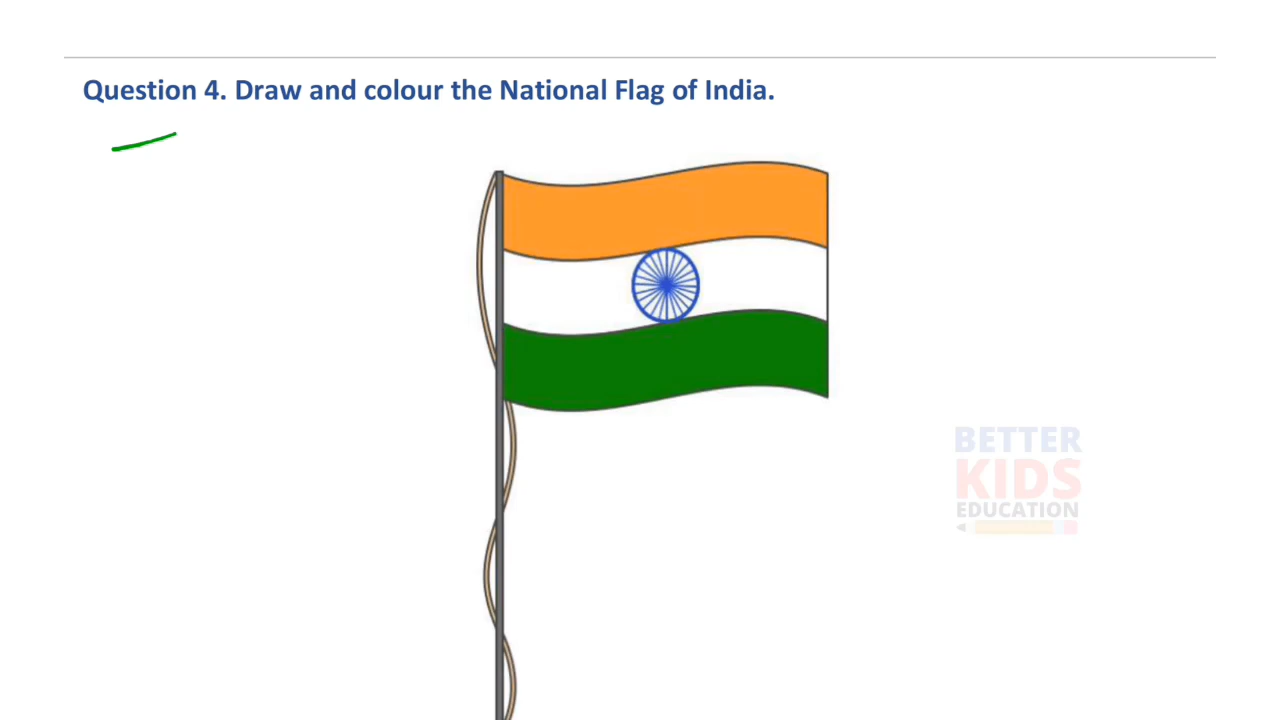 Question 4. Draw and colour the National Flag of India.
BETTER
KIDS
EDUCATION